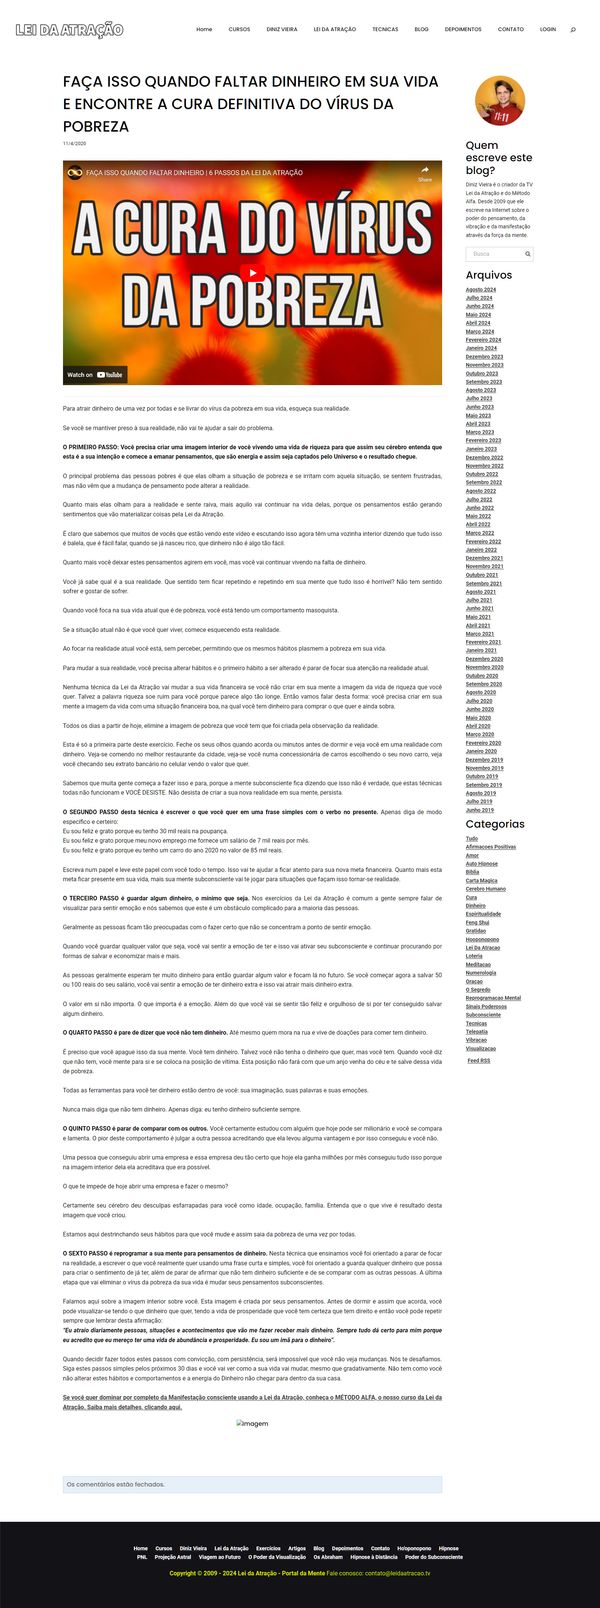 LEI DA ATRAÇÃO
Home CURSOS DINIZ VIEIRA LEI DA ATRAÇÃO TECNICAS BLOG DEPOIMENTOS CONTATO LOGIN
FAÇA ISSO QUANDO FALTAR DINHEIRO EM SUA VIDA
E ENCONTRE A CURA DEFINITIVA DO VÍRUS DA
POBREZA
11/4/2020
FAÇA ISSO QUANDO FALTAR DINHEIRO | 6 PASSOS DA LEI DA ATRAÇÃO
Share
A CURA DO VÍRUS
DA POBREZA
Watch on YouTube
Para atrair dinheiro de uma vez por todas e se livrar do vírus da pobreza em sua vida, esqueça sua realidade.
Se você se mantiver preso à sua realidade, não vai te ajudar a sair do problema.
O PRIMEIRO PASSO: Você precisa criar uma imagem interior de você vivendo uma vida de riqueza para que assim seu cérebro entenda que
esta é a sua intenção e comece a emanar pensamentos, que são energia e assim seja captados pelo Universo e o resultado chegue.
O principal problema das pessoas pobres é que elas olham a situação de pobreza e se irritam com aquela situação, se sentem frustradas,
mas não vêm que a mudança de pensamento pode alterar a realidade.
Quanto mais elas olham para a realidade e sente raiva, mais aquilo vai continuar na vida delas, porque os pensamentos estão gerando
sentimentos que vão materializar coisas pela Lei da Atração.
É claro que sabemos que muitos de vocês que estão vendo este vídeo e escutando isso agora têm uma vozinha interior dizendo que tudo isso
é balela, que é fácil falar, quando se já nasceu rico, que dinheiro não é algo tão fácil.
Quanto mais você deixar estes pensamentos agirem em você, mas você vai continuar vivendo na falta de dinheiro.
Você já sabe qual é a sua realidade. Que sentido tem ficar repetindo e repetindo em sua mente que tudo isso é horrível? Não tem sentido
sofrer e gostar de sofrer.
Quando você foca na sua vida atual que é de pobreza, você está tendo um comportamento masoquista.
Se a situação atual não é que você quer viver, comece esquecendo esta realidade.
Ao focar na realidade atual você está, sem perceber, permitindo que os mesmos hábitos plasmem a pobreza em sua vida.
Para mudar a sua realidade, você precisa alterar hábitos e o primeiro hábito a ser alterado é parar de focar sua atenção na realidade atual.
Nenhuma técnica da Lei da Atração vai mudar a sua vida financeira se você não criar em sua mente a imagem da vida de riqueza que você
quer. Talvez a palavra riqueza soe ruim para você porque parece algo tão longe. Então vamos falar desta forma: você precisa criar em sua
mente a imagem da vida com uma situação financeira boa, na qual você tem dinheiro para comprar o que quer e ainda sobra.
Todos os dias a partir de hoje, elimine a imagem de pobreza que você tem que foi criada pela observação da realidade.
Esta é só a primeira parte deste exercício. Feche os seus olhos quando acorda ou minutos antes de dormir e veja você em uma realidade com
dinheiro. Veja-se comendo no melhor restaurante da cidade, veja-se você numa concessionária de carros escolhendo o seu novo carro, veja
você checando seu extrato bancário no celular vendo o valor que quer.
Sabemos que muita gente começa a fazer isso e para, porque a mente subconsciente fica dizendo que isso não é verdade, que estas técnicas
todas não funcionam e VOCÊ DESISTE. Não desista de criar a sua nova realidade em sua mente, persista.
O SEGUNDO PASSO desta técnica é escrever o que você quer em uma frase simples com o verbo no presente. Apenas diga de modo
específico e certeiro:
Eu sou feliz e grato porque eu tenho 30 mil reais na poupança.
Eu sou feliz e grato porque meu novo emprego me fornece um salário de 7 mil reais por mês.
Eu sou feliz e grato porque eu tenho um carro do ano 2020 no valor de 85 mil reais.
Escreva num papel e leve este papel com você todo o tempo. Isso vai te ajudar a ficar atento para sua nova meta financeira. Quanto mais esta
meta ficar presente em sua vida, mais sua mente subconsciente vai te jogar para situações que façam isso tornar-se realidade.
O TERCEIRO PASSO é guardar algum dinheiro, o mínimo que seja. Nos exercícios da Lei da Atração é comum a gente sempre falar de
visualizar para sentir emoção e nós sabemos que este é um obstáculo complicado para a maioria das pessoas.
Geralmente as pessoas ficam tão preocupadas com o fazer certo que não se concentram a ponto de sentir emoção.
Quando você guardar qualquer valor que seja, você vai sentir a emoção de ter e isso vai ativar seu subconsciente e continuar procurando por
formas de salvar e economizar mais e mais.
As pessoas geralmente esperam ter muito dinheiro para então guardar algum valor e focam lá no futuro. Se você começar agora a salvar 50
ou 100 reais do seu salário, você vai sentir a emoção de ter dinheiro extra e isso vai atrair mais dinheiro extra.
O valor em si não importa. O que importa é a emoção. Além do que você vai se sentir tão feliz e orgulhoso de si por ter conseguido salvar
algum dinheiro.
O QUARTO PASSO é pare de dizer que você não tem dinheiro. Até mesmo quem mora na rua e vive de doações para comer tem dinheiro.
É preciso que você apague isso da sua mente. Você tem dinheiro. Talvez você não tenha o dinheiro que quer, mas você tem. Quando você diz
que não tem, você mente para si e se coloca na posição de vítima. Esta posição não fará com que um anjo venha do céu e te salve dessa vida
de pobreza.
Todas as ferramentas para você ter dinheiro estão dentro de você: sua imaginação, suas palavras e suas emoções.
Nunca mais diga que não tem dinheiro. Apenas diga: eu tenho dinheiro suficiente sempre.
O QUINTO PASSO é parar de comparar com os outros. Você certamente estudou com alguém que hoje pode ser milionário e você se compara
e lamenta. O pior deste comportamento é julgar a outra pessoa acreditando que ela levou alguma vantagem e por isso conseguiu e você não.
Uma pessoa que conseguiu abrir uma empresa e essa empresa deu tão certo que hoje ela ganha milhões por mês conseguiu tudo isso porque
na imagem interior dela ela acreditava que era possível.
O que te impede de hoje abrir uma empresa e fazer o mesmo?
Certamente seu cérebro deu desculpas esfarrapadas para você como idade, ocupação, família. Entenda que o que vive é resultado desta
imagem que você criou.
Estamos aqui destrinchando seus hábitos para que você mude e assim saia da pobreza de uma vez por todas.
O SEXTO PASSO é reprogramar a sua mente para pensamentos de dinheiro. Nesta técnica que ensinamos você foi orientado a parar de focar
na realidade, a escrever o que você realmente quer usando uma frase curta e simples, você foi orientado a guarda qualquer dinheiro que possa
para criar o sentimento de já ter, além de parar de afirmar que não tem dinheiro suficiente e de se comparar com as outras pessoas. A última
etapa que vai eliminar o vírus da pobreza da sua vida é mudar seus pensamentos subconscientes.
Falamos aqui sobre a imagem interior sobre você. Esta imagem é criada por seus pensamentos. Antes de dormir e assim que acorda, você
pode visualizar-se tendo o que dinheiro que quer, tendo a vida de prosperidade que você tem certeza que tem direito e então você pode repetir
sempre que lembrar desta afirmação:
"Eu atraio diariamente pessoas, situações e acontecimentos que vão me fazer receber mais dinheiro. Sempre tudo dá certo para mim porque
eu acredito que eu mereço ter uma vida de abundância e prosperidade. Eu sou um imã para o dinheiro".
Quando decidir fazer todos estes passos com convicção, com persistência, será impossível que você não veja mudanças. Nós te desafiamos.
Siga estes passos simples pelos próximos 30 dias e você vai ver como a sua vida vai mudar, mesmo que gradativamente. Não tem como você
não alterar estes hábitos e comportamentos e a energia do Dinheiro não chegar para dentro da sua casa.
Se você quer dominar por completo da Manifestação consciente usando a Lei da Atração, conheça o MÉTODO ALFA, o nosso curso da Lei da
Atração. Saiba mais detalhes, clicando aqui.
Imagem
Os comentários estão fechados.
11:11
Quem
escreve este
blog?
Diniz Vieira é o criador da TV
Lei da Atração e do Método
Alfa. Desde 2009 que ele
escreve na Internet sobre o
poder do pensamento, da
vibração e da manifestação
através da força da mente.
Busca
Arquivos
Agosto 2024
Julho 2024
Junho 2024
Maio 2024
Abril 2024
Março 2024
Fevereiro 2024
Janeiro 2024
Dezembro 2023
Novembro 2023
Outubro 2023
Setembro 2023
Agosto 2023
Julho 2023
Junho 2023
Maio 2023
Abril 2023
Março 2023
Fevereiro 2023
Janeiro 2023
Dezembro 2022
Novembro 2022
Outubro 2022
Setembro 2022
Agosto 2022
Julho 2022
Junho 2022
Maio 2022
Abril 2022
Março 2022
Fevereiro 2022
Janeiro 2022
Dezembro 2021
Novembro 2021
Outubro 2021
Setembro 2021
Agosto 2021
Julho 2021
Junho 2021
Maio 2021
Abril 2021
Março 2021
Fevereiro 2021
Janeiro 2021
Dezembro 2020
Novembro 2020
Outubro 2020
Setembro 2020
Agosto 2020
Julho 2020
Junho 2020
Maio 2020
Abril 2020
Março 2020
Fevereiro 2020
Janeiro 2020
Dezembro 2019
Novembro 2019
Outubro 2019
Setembro 2019
Agosto 2019
Julho 2019
Junho 2019
Categorias
Tudo
Afirmacoes Positivas
Amor
Auto Hipnose
Biblia
Carta Magica
Cerebro Humano
Cura
Dinheiro
Espiritualidade
Feng Shui
Gratidao
Hooponopono
Lei Da Atracao
Loteria
Meditacao
Numerologia
Oracao
O Segredo
Reprogramacao Mental
Sinais Poderosos
Subconsciente
Tecnicas
Telepatia
Vibracao
Visualizacao
Feed RSS
Home Cursos Diniz Vieira Lei da Atração Exercícios Artigos Blog Depoimentos Contato Ho'oponopono Hipnose
PNL Projeção Astral Viagem ao Futuro O Poder da Visualização Os Abraham Hipnose à Distância Poder do Subconsciente
Copyright © 2009 - 2024 Lei da Atração - Portal da Mente Fale conosco: contato@leidaatracao.tv